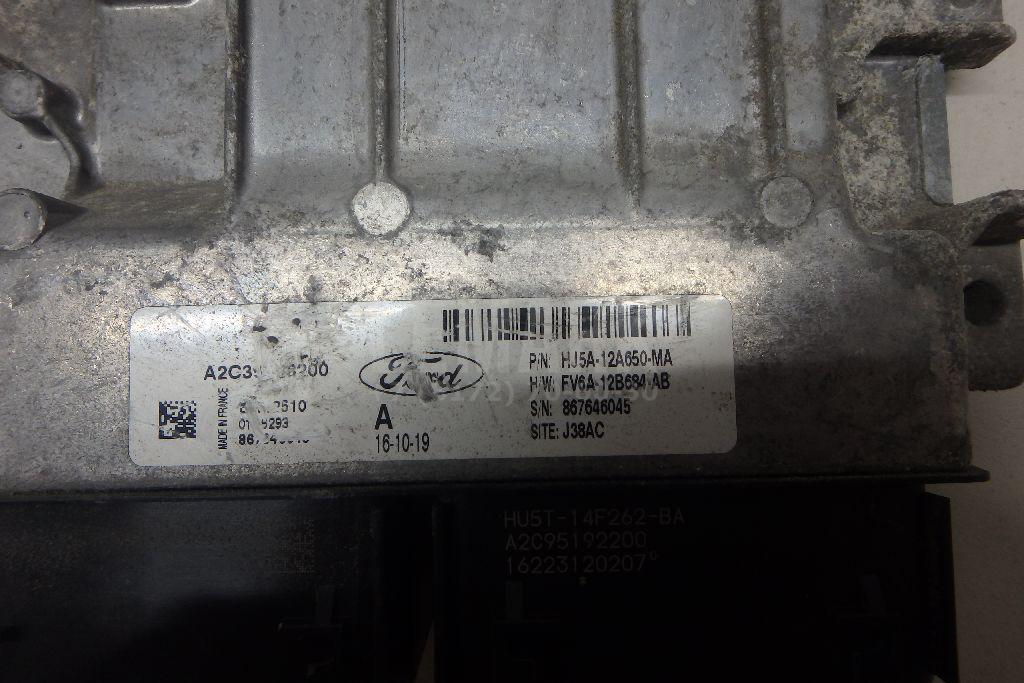 Ford
A
16-10-19
MADE IN FRANCE
P/N: HJ5A-12A650-MA
H/W: FV6A-12B684-AB
S/N: 867646045
SITE: J38AC
HU5T-14F262-BA
A2C95192200
16223120207